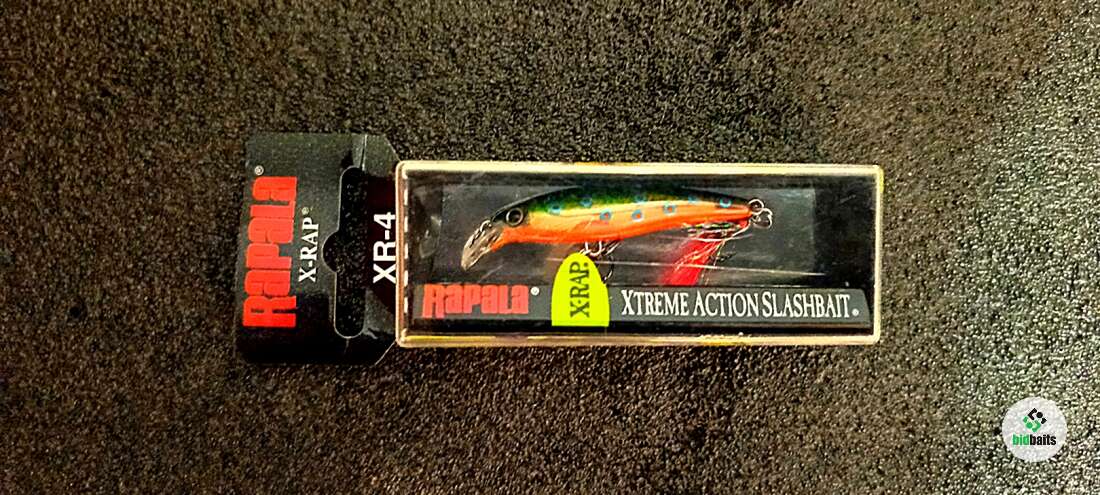 RAPALA®
X-RAP®
XR-4
RAPALA®
X-RAP®
XTREME ACTION SLASHBAIT®
bidbaits